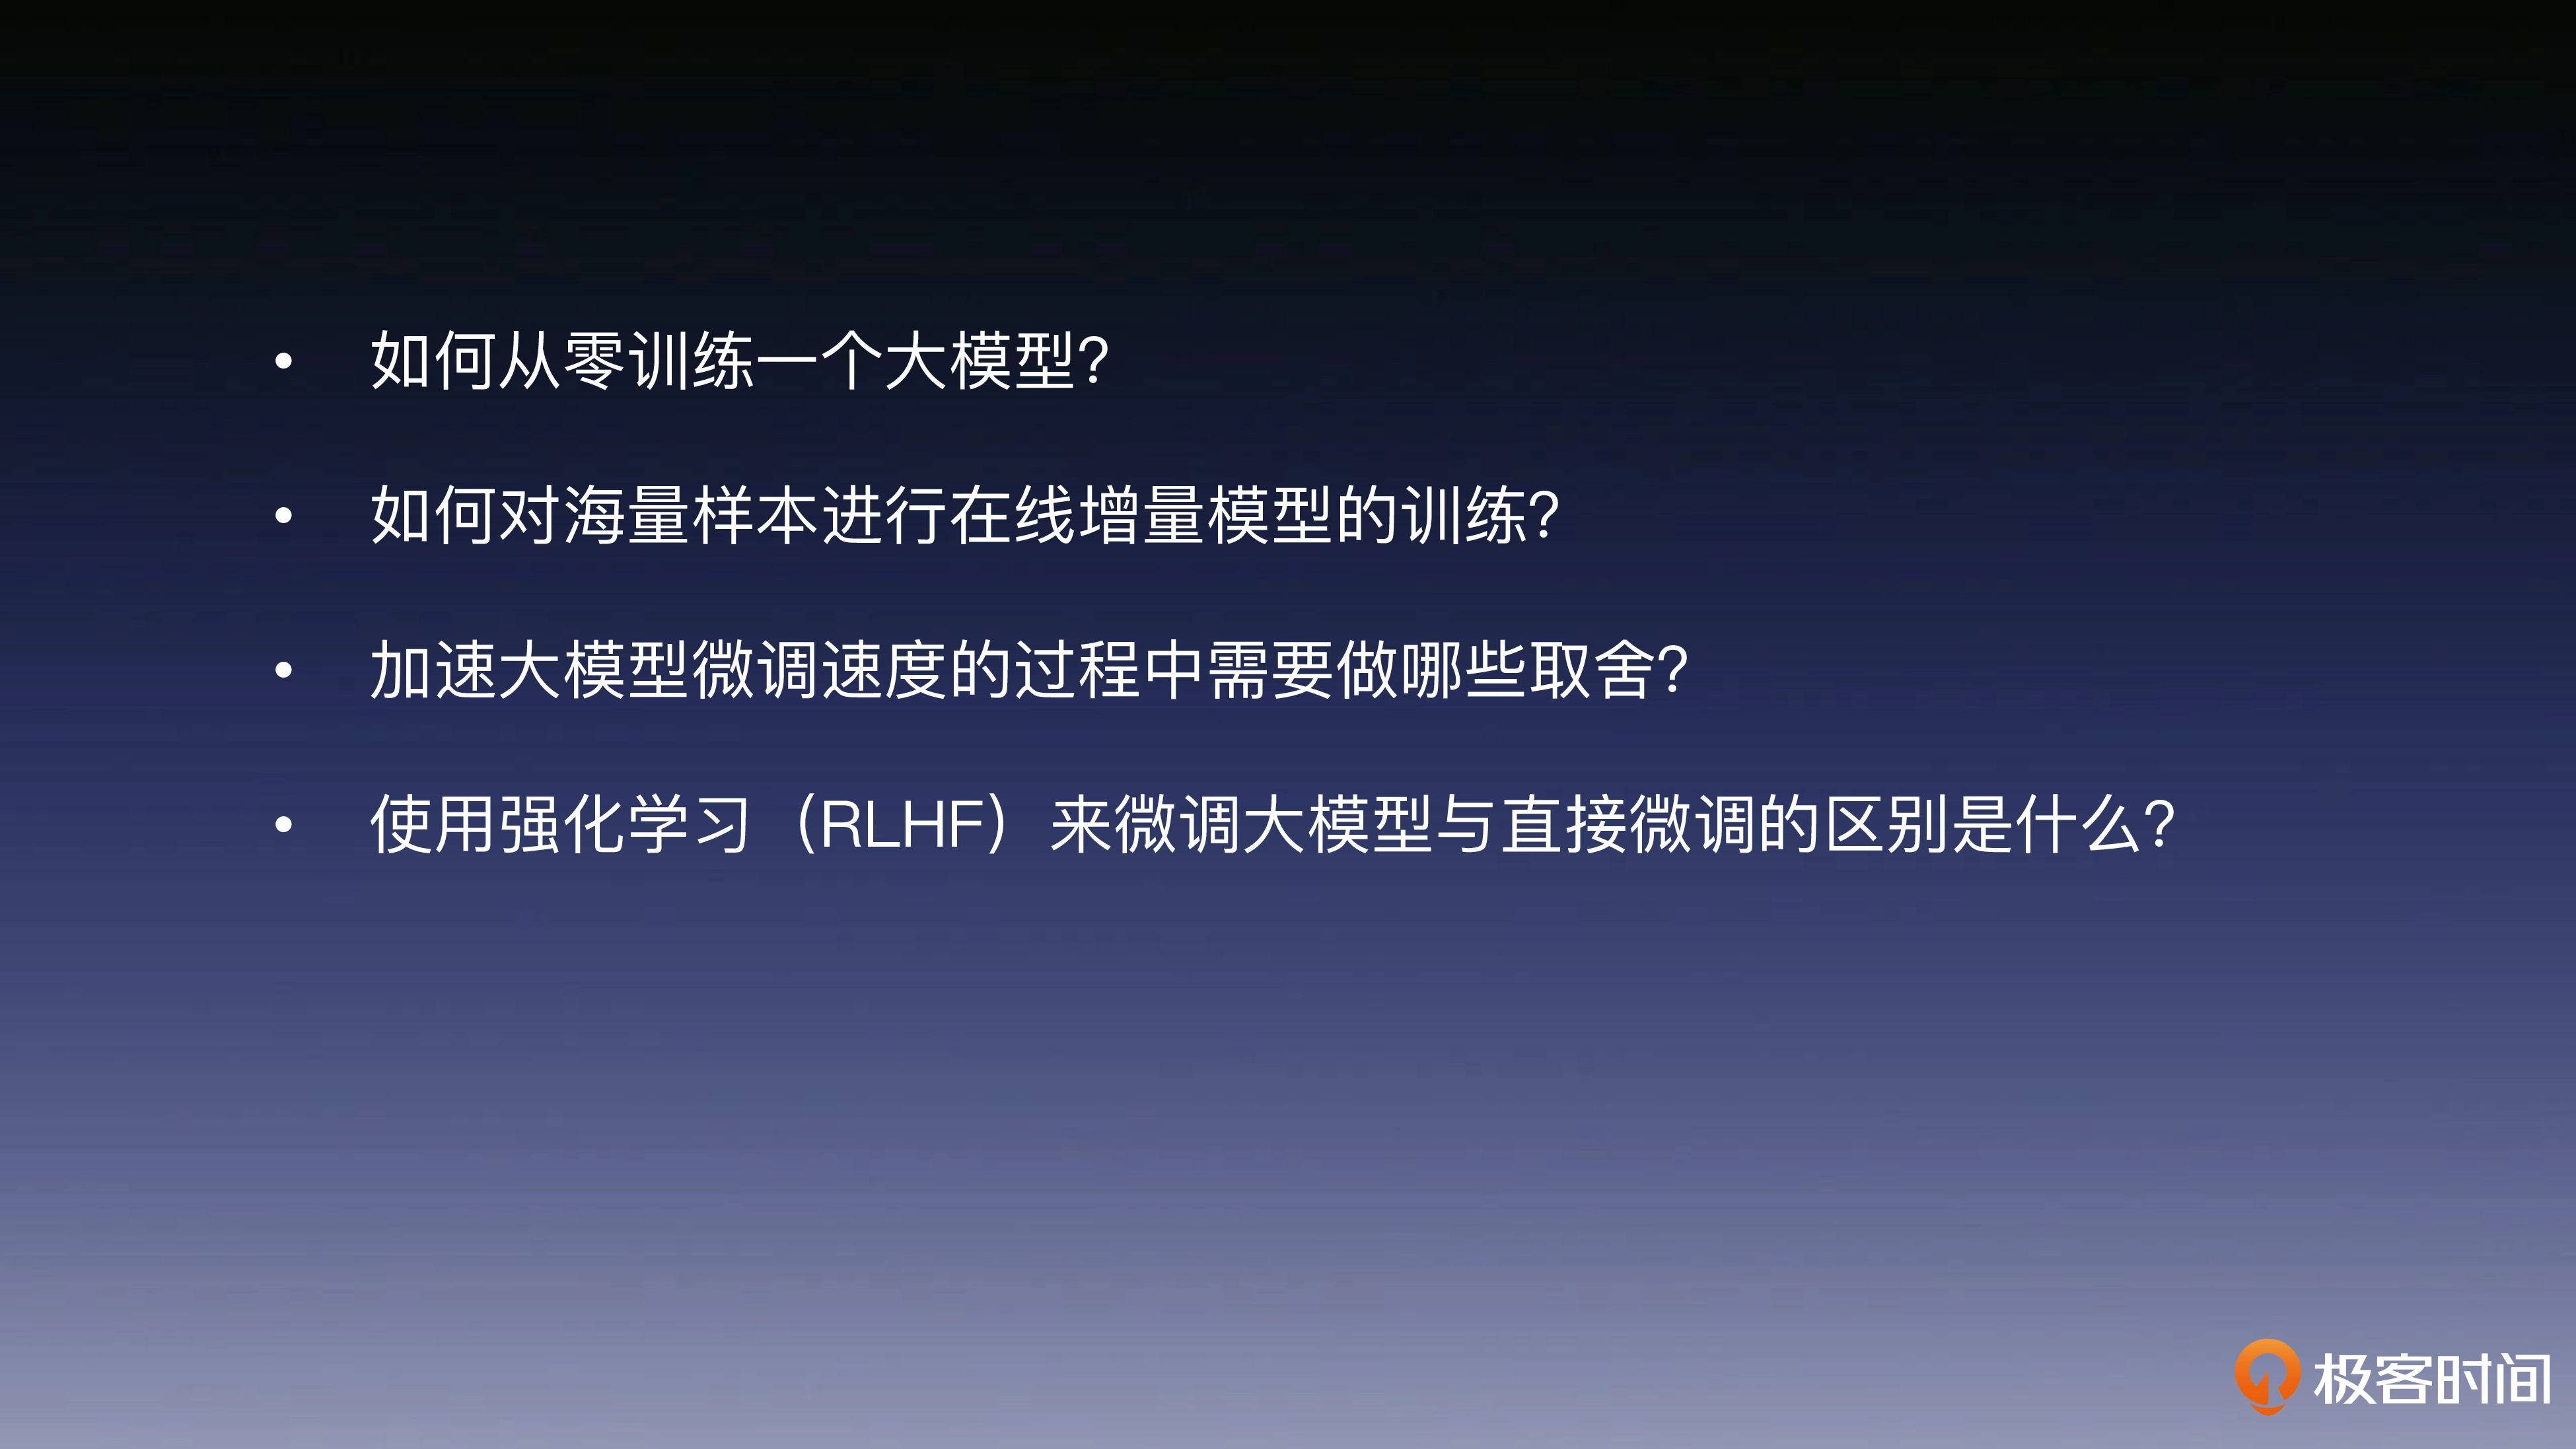 • 如何从零训练一个大模型?
• 如何对海量样本进行在线增量模型的训练?
• 加速大模型微调速度的过程中需要做哪些取舍?
• 使用强化学习（RLHF）来微调大模型与直接微调的区别是什么?
极客时间